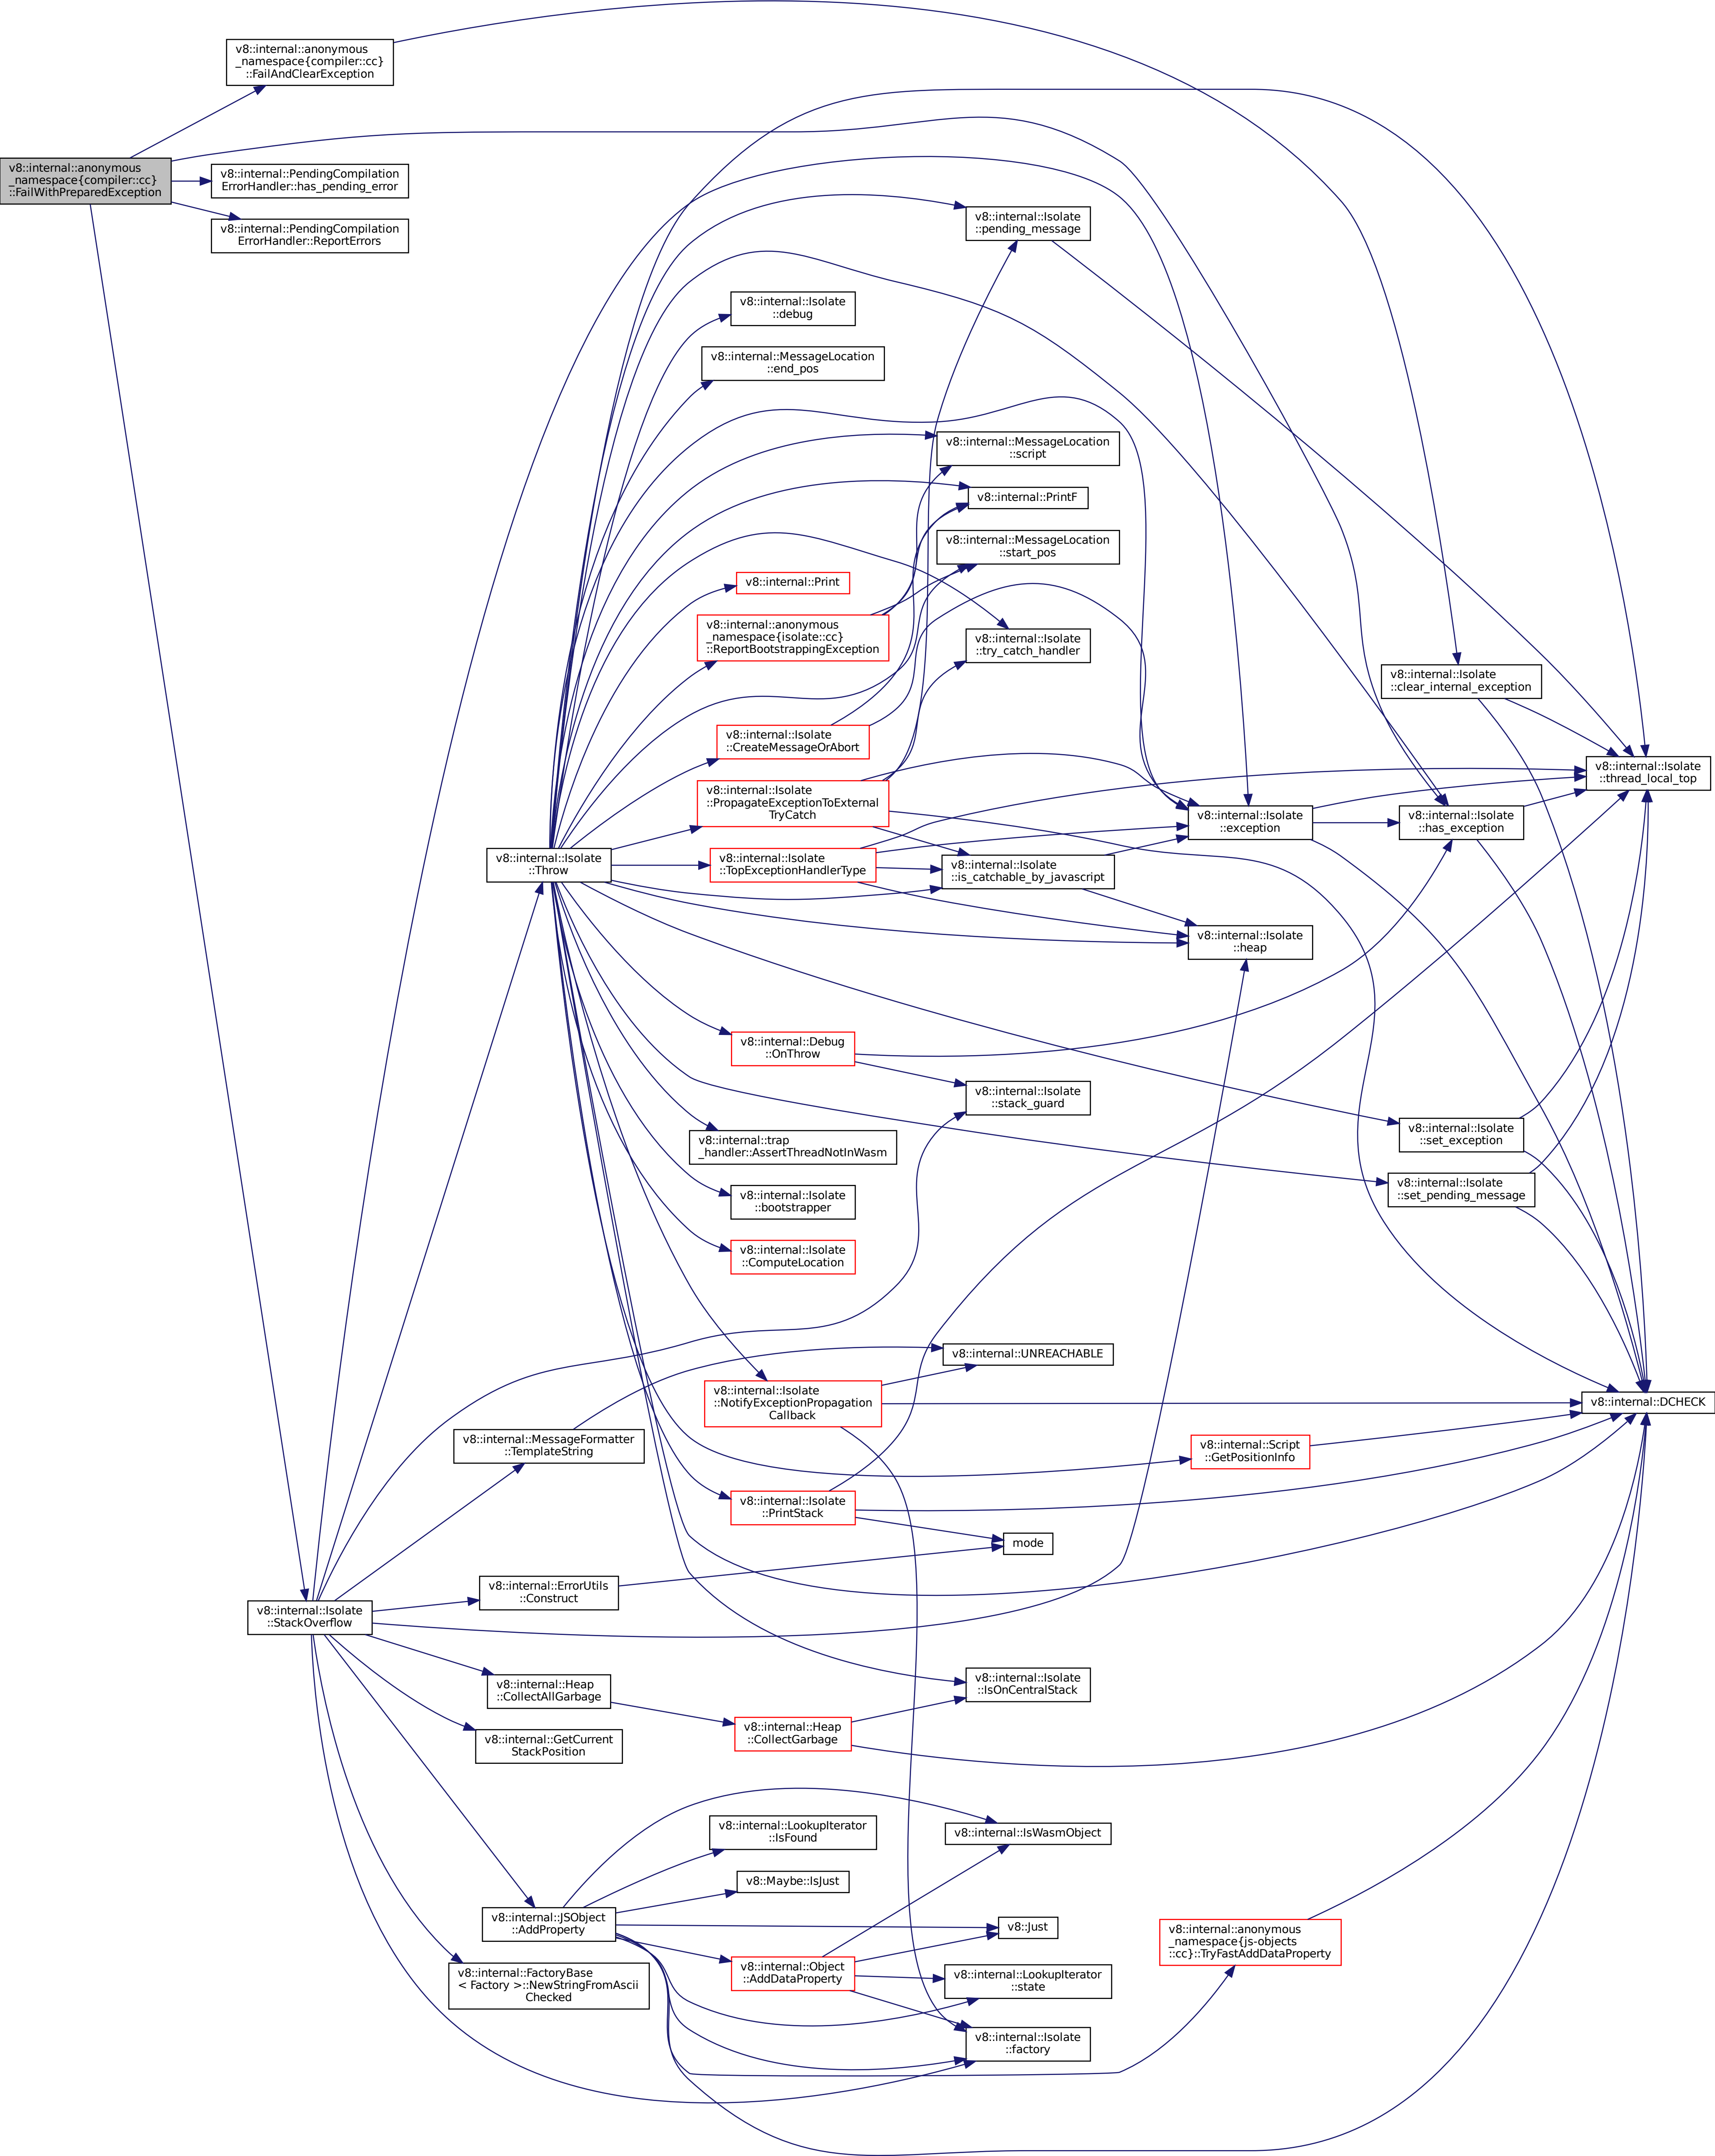 v8::internal::anonymous
_namespace{compiler::cc}
::FailWithPreparedException
v8::internal::anonymous
_namespace{compiler::cc}
::FailAndClearException
v8::internal::PendingCompilation
ErrorHandler::has_pending_error
v8::internal::PendingCompilation
ErrorHandler::ReportErrors
v8::internal::Isolate
::StackOverflow
v8::internal::Isolate
::Throw
v8::internal::MessageFormatter
::TemplateString
v8::internal::ErrorUtils
::Construct
v8::internal::Heap
::CollectAllGarbage
v8::internal::GetCurrent
StackPosition
v8::internal::JSObject
::AddProperty
v8::internal::FactoryBase
< Factory >::NewStringFromAscii
Checked
v8::internal::Isolate
::debug
v8::internal::MessageLocation
::end_pos
v8::internal::Print
v8::internal::anonymous
_namespace{isolate::cc}
::ReportBootstrappingException
v8::internal::Isolate
::CreateMessageOrAbort
v8::internal::Isolate
::PropagateExceptionToExternal
TryCatch
v8::internal::Isolate
::TopExceptionHandlerType
v8::internal::Debug
::OnThrow
v8::internal::trap
_handler::AssertThreadNotInWasm
v8::internal::Isolate
::bootstrapper
v8::internal::Isolate
::ComputeLocation
v8::internal::Isolate
::NotifyExceptionPropagation
Callback
v8::internal::Isolate
::PrintStack
v8::internal::Heap
::CollectGarbage
v8::internal::LookupIterator
::IsFound
v8::Maybe::IsJust
v8::internal::Object
::AddDataProperty
v8::internal::Isolate
::pending_message
v8::internal::MessageLocation
::script
v8::internal::PrintF
v8::internal::MessageLocation
::start_pos
v8::internal::Isolate
::try_catch_handler
v8::internal::Isolate
::is_catchable_by_javascript
v8::internal::Isolate
::stack_guard
v8::internal::UNREACHABLE
mode
v8::internal::Isolate
::IsOnCentralStack
v8::internal::IsWasmObject
v8::Just
v8::internal::LookupIterator
::state
v8::internal::Isolate
::factory
v8::internal::Isolate
::exception
v8::internal::Isolate
::heap
v8::internal::Script
::GetPositionInfo
v8::internal::anonymous
_namespace{js-objects
::cc}::TryFastAddDataProperty
v8::internal::Isolate
::clear_internal_exception
v8::internal::Isolate
::has_exception
v8::internal::Isolate
::set_exception
v8::internal::Isolate
::set_pending_message
v8::internal::Isolate
::thread_local_top
v8::internal::DCHECK